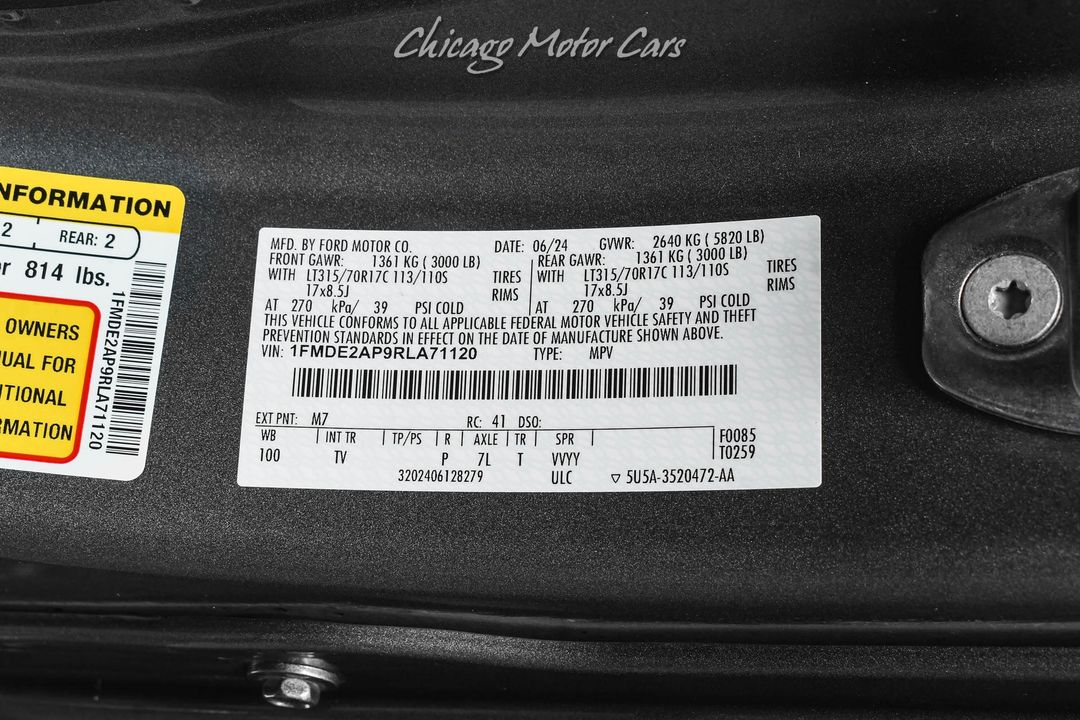 Chicago Motor Cars
NFORMATION
2 REAR: 2
or 814 lbs.
OWNERS
UAL FOR
ITIONAL
RMATION
1FMDE2AP9RLA71120
MFD. BY FORD MOTOR CO. DATE: 06/24 GVWR: 2640 KG ( 5820 LB)
FRONT GAWR: 1361 KG ( 3000 LB) REAR GAWR: 1361 KG ( 3000 LB)
WITH LT315/70R17C 113/110S TIRES WITH LT315/70R17C 113/110S TIRES
17x8.5J RIMS 17x8.5J RIMS
AT 270 kPa/ 39 PSI COLD AT 270 kPa/ 39 PSI COLD
THIS VEHICLE CONFORMS TO ALL APPLICABLE FEDERAL MOTOR VEHICLE SAFETY AND THEFT
PREVENTION STANDARDS IN EFFECT ON THE DATE OF MANUFACTURE SHOWN ABOVE.
VIN: 1FMDE2AP9RLA71120 TYPE: MPV
EXT PNT: M7 RC: 41 DSO:
WB INT TR TP/PS R AXLE TR SPR F0085
100 TV P 7L T VVYY T0259
3202406128279 ULC ▽ 5U5A-3520472-AA